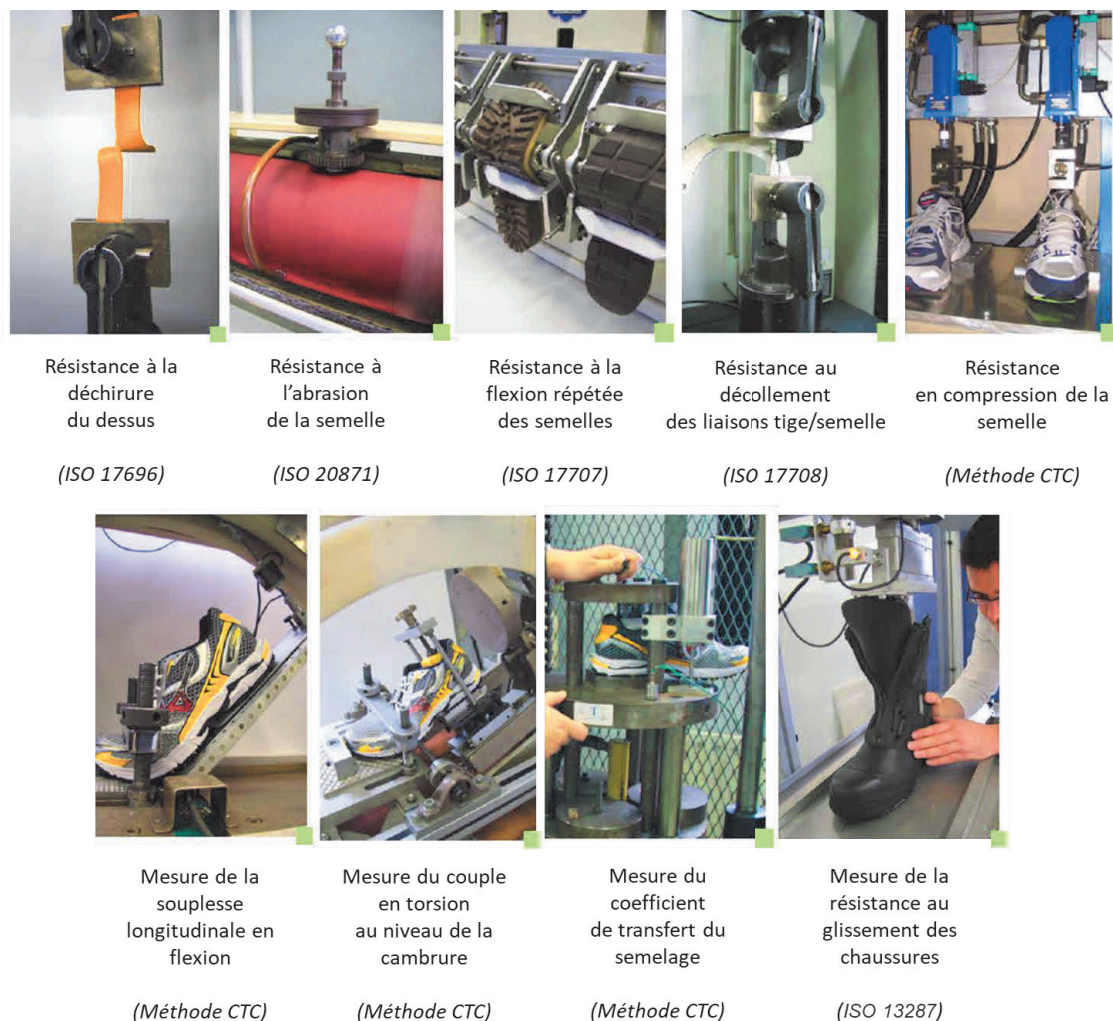 Résistance à la
déchirure
du dessus
(ISO 17696)
Résistance à
l’abrasion
de la semelle
(ISO 20871)
Résistance à la
flexion répétée
des semelles
(ISO 17707)
Résistance au
décollement
des liaisons tige/semelle
(ISO 17708)
Résistance
en compression de la
semelle
(Méthode CTC)
Mesure de la
souplesse
longitudinale en
flexion
(Méthode CTC)
Mesure du couple
en torsion
au niveau de la
cambrure
(Méthode CTC)
Mesure du
coefficient
de transfert du
semelage
(Méthode CTC)
Mesure de la
résistance au
glissement des
chaussures
(ISO 13287)